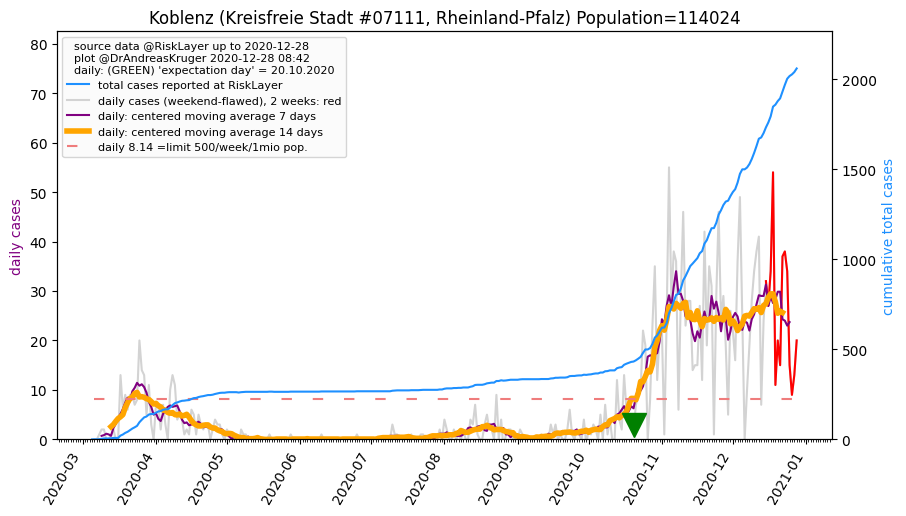 Koblenz (Kreisfreie Stadt #07111, Rheinland-Pfalz) Population=114024
source data @RiskLayer up to 2020-12-28
plot @DrAndreasKruger 2020-12-28 08:42
daily: (GREEN) 'expectation day' = 20.10.2020
total cases reported at RiskLayer
daily cases (weekend-flawed), 2 weeks: red
daily: centered moving average 7 days
daily: centered moving average 14 days
daily 8.14 =limit 500/week/1mio pop.
daily cases
80
70
60
50
40
30
20
10
0
cumulative total cases
2000
1500
1000
500
0
2020-03
2020-04
2020-05
2020-06
2020-07
2020-08
2020-09
2020-10
2020-11
2020-12
2021-01